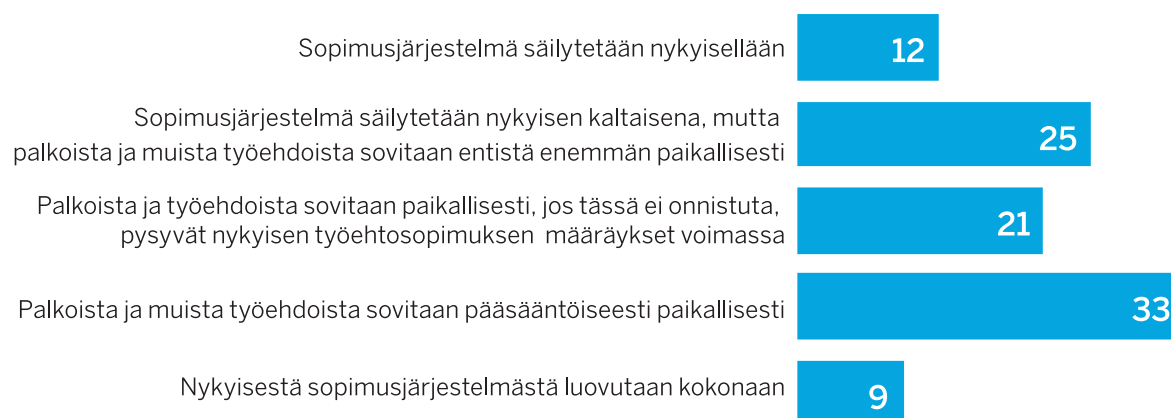 Sopimusjärjestelmä säilytetään nykyisellään
12
Sopimusjärjestelmä säilytetään nykyisen kaltaisena, mutta
palkoista ja muista työehdoista sovitaan entistä enemmän paikallisesti
25
Palkoista ja työehdoista sovitaan paikallisesti, jos tässä ei onnistuta,
pysyvät nykyisen työehtosopimuksen määräykset voimassa
21
Palkoista ja muista työehdoista sovitaan pääsääntöiseesti paikallisesti
33
Nykyisestä sopimusjärjestelmästä luovutaan kokonaan
9